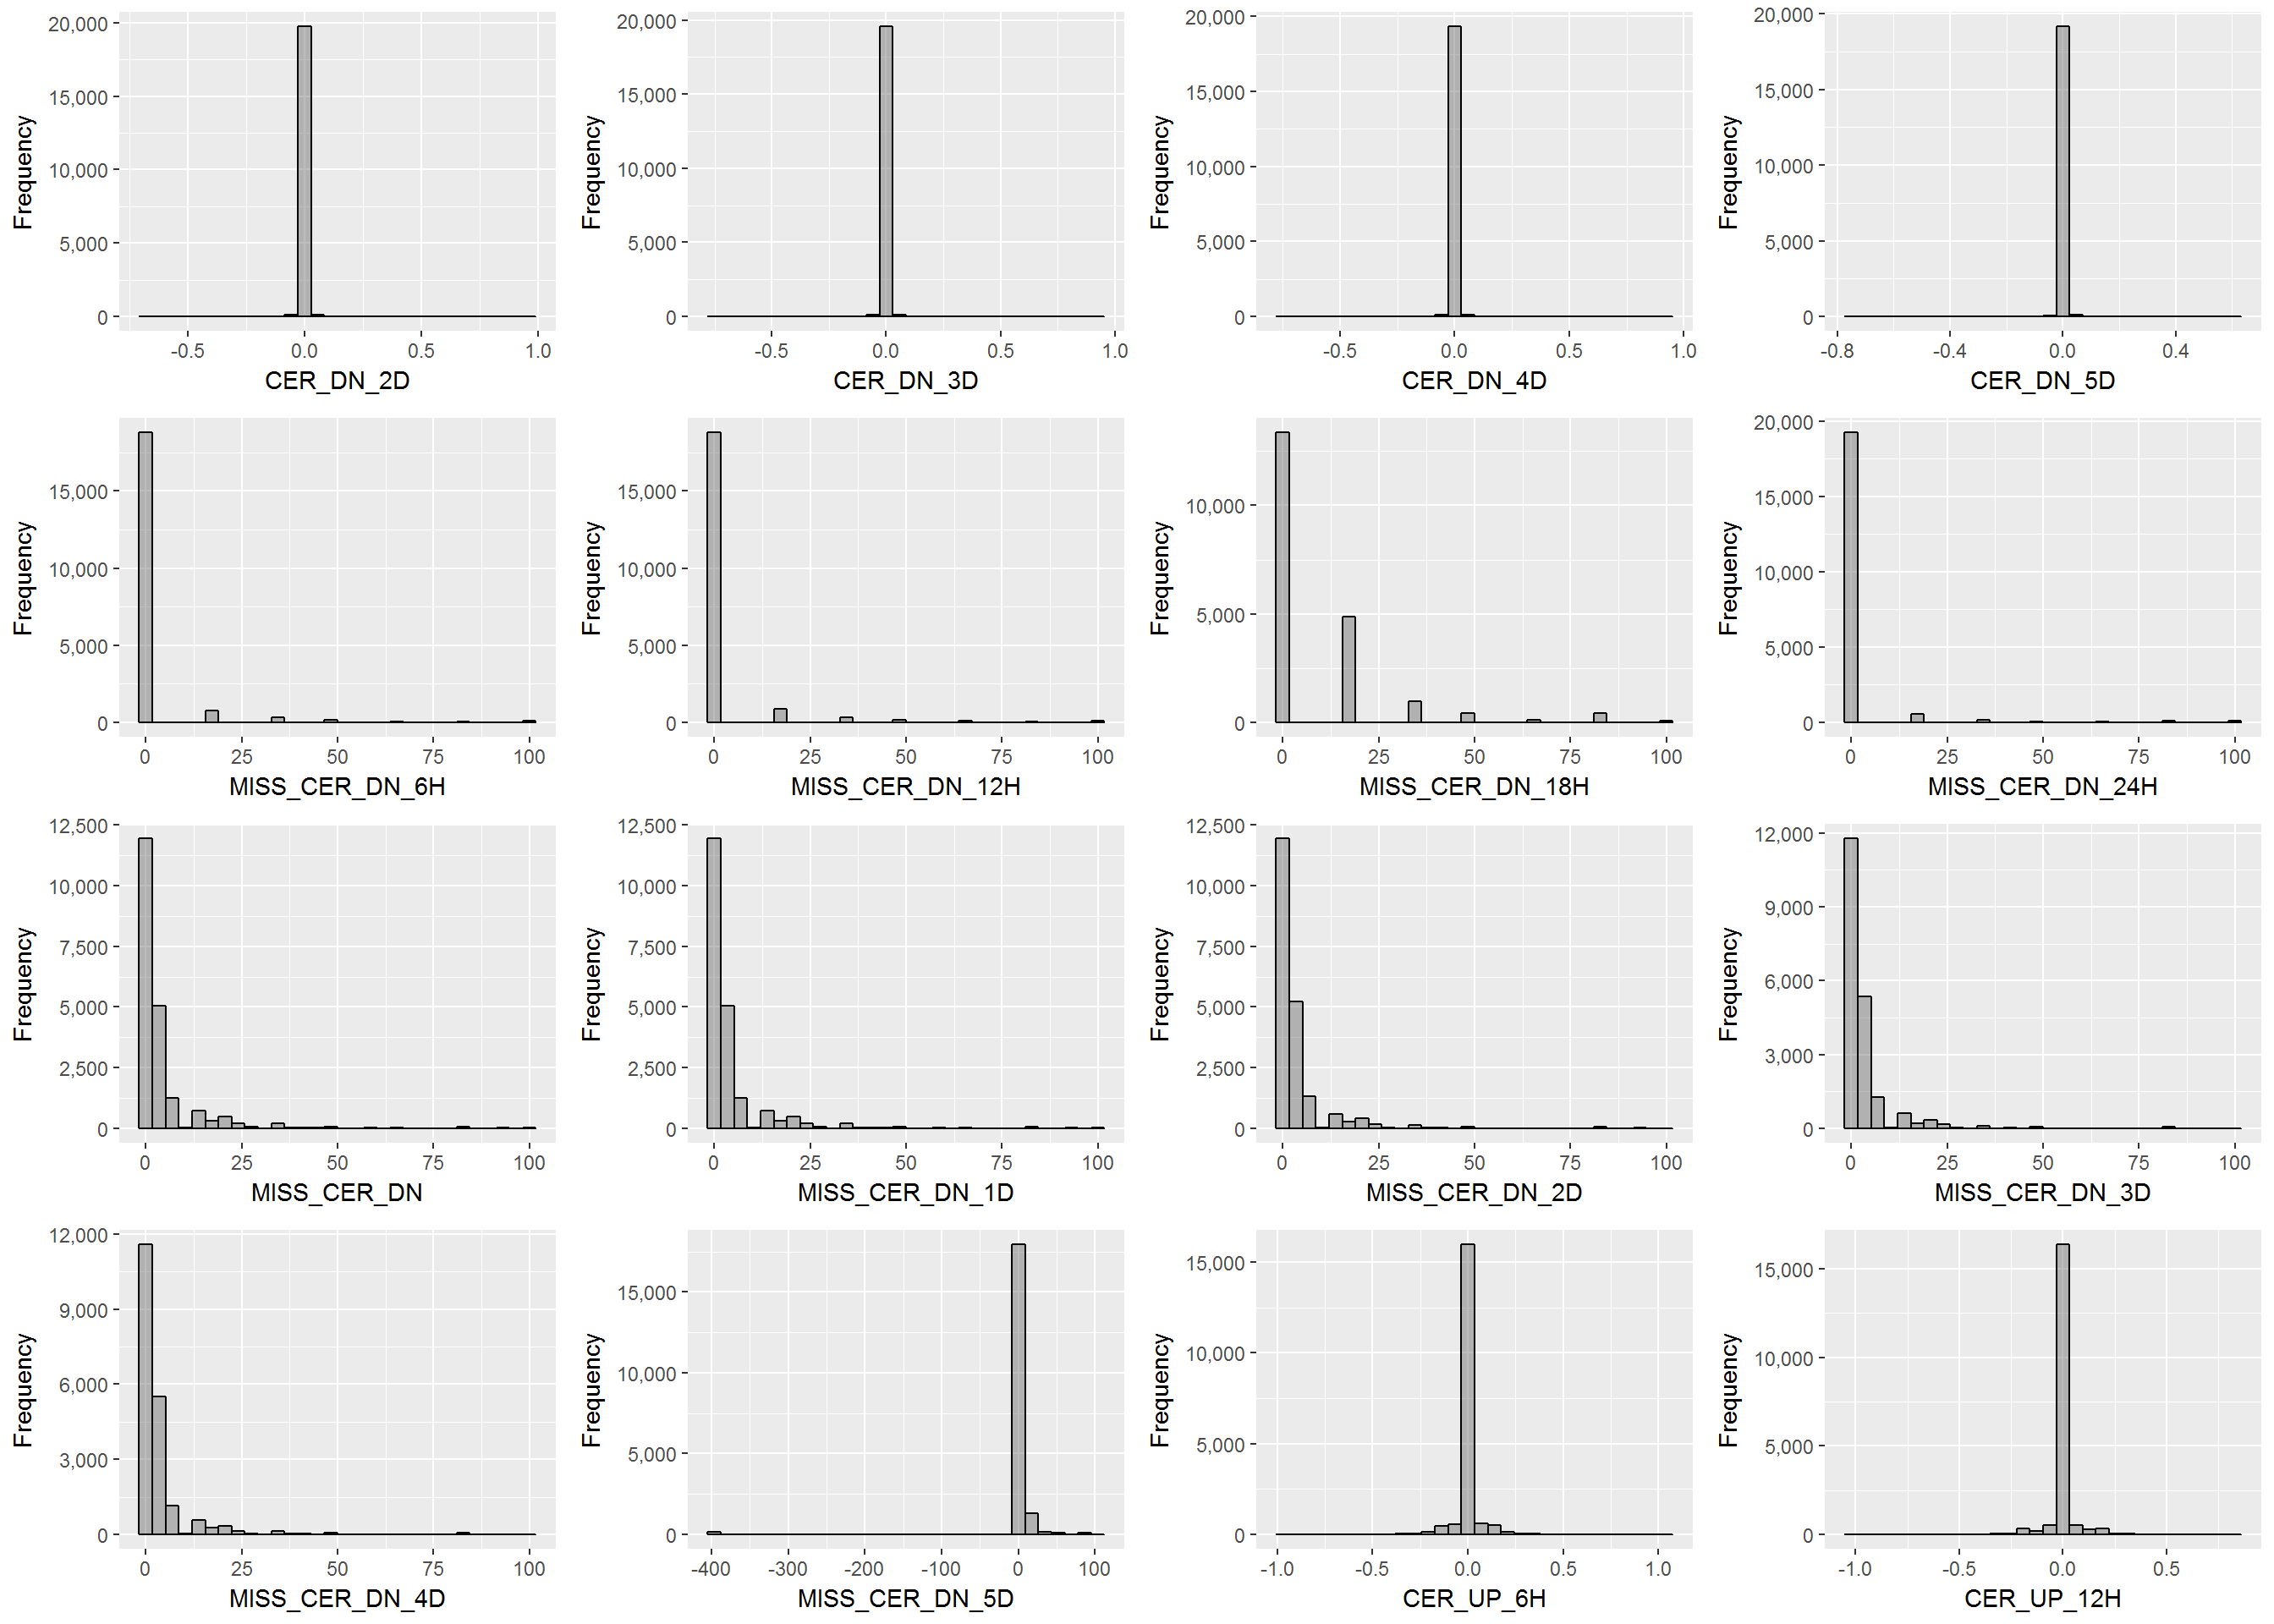 20,000
15,000
10,000
5,000
0
Frequency
-0.5 0.0 0.5 1.0
CER_DN_2D
20,000
15,000
10,000
5,000
0
Frequency
-0.5 0.0 0.5 1.0
CER_DN_3D
20,000
15,000
10,000
5,000
0
Frequency
-0.5 0.0 0.5 1.0
CER_DN_4D
20,000
15,000
10,000
5,000
0
Frequency
-0.8 -0.4 0.0 0.4
CER_DN_5D
15,000
10,000
5,000
0
Frequency
0 25 50 75 100
MISS_CER_DN_6H
15,000
10,000
5,000
0
Frequency
0 25 50 75 100
MISS_CER_DN_12H
10,000
5,000
0
Frequency
0 25 50 75 100
MISS_CER_DN_18H
20,000
15,000
10,000
5,000
0
Frequency
0 25 50 75 100
MISS_CER_DN_24H
12,500
10,000
7,500
5,000
2,500
0
Frequency
0 25 50 75 100
MISS_CER_DN
12,500
10,000
7,500
5,000
2,500
0
Frequency
0 25 50 75 100
MISS_CER_DN_1D
12,500
10,000
7,500
5,000
2,500
0
Frequency
0 25 50 75 100
MISS_CER_DN_2D
12,000
9,000
6,000
3,000
0
Frequency
0 25 50 75 100
MISS_CER_DN_3D
12,000
9,000
6,000
3,000
0
Frequency
0 25 50 75 100
MISS_CER_DN_4D
15,000
10,000
5,000
0
Frequency
-400 -300 -200 -100 0 100
MISS_CER_DN_5D
15,000
10,000
5,000
0
Frequency
-1.0 -0.5 0.0 0.5 1.0
CER_UP_6H
15,000
10,000
5,000
0
Frequency
-1.0 -0.5 0.0 0.5
CER_UP_12H